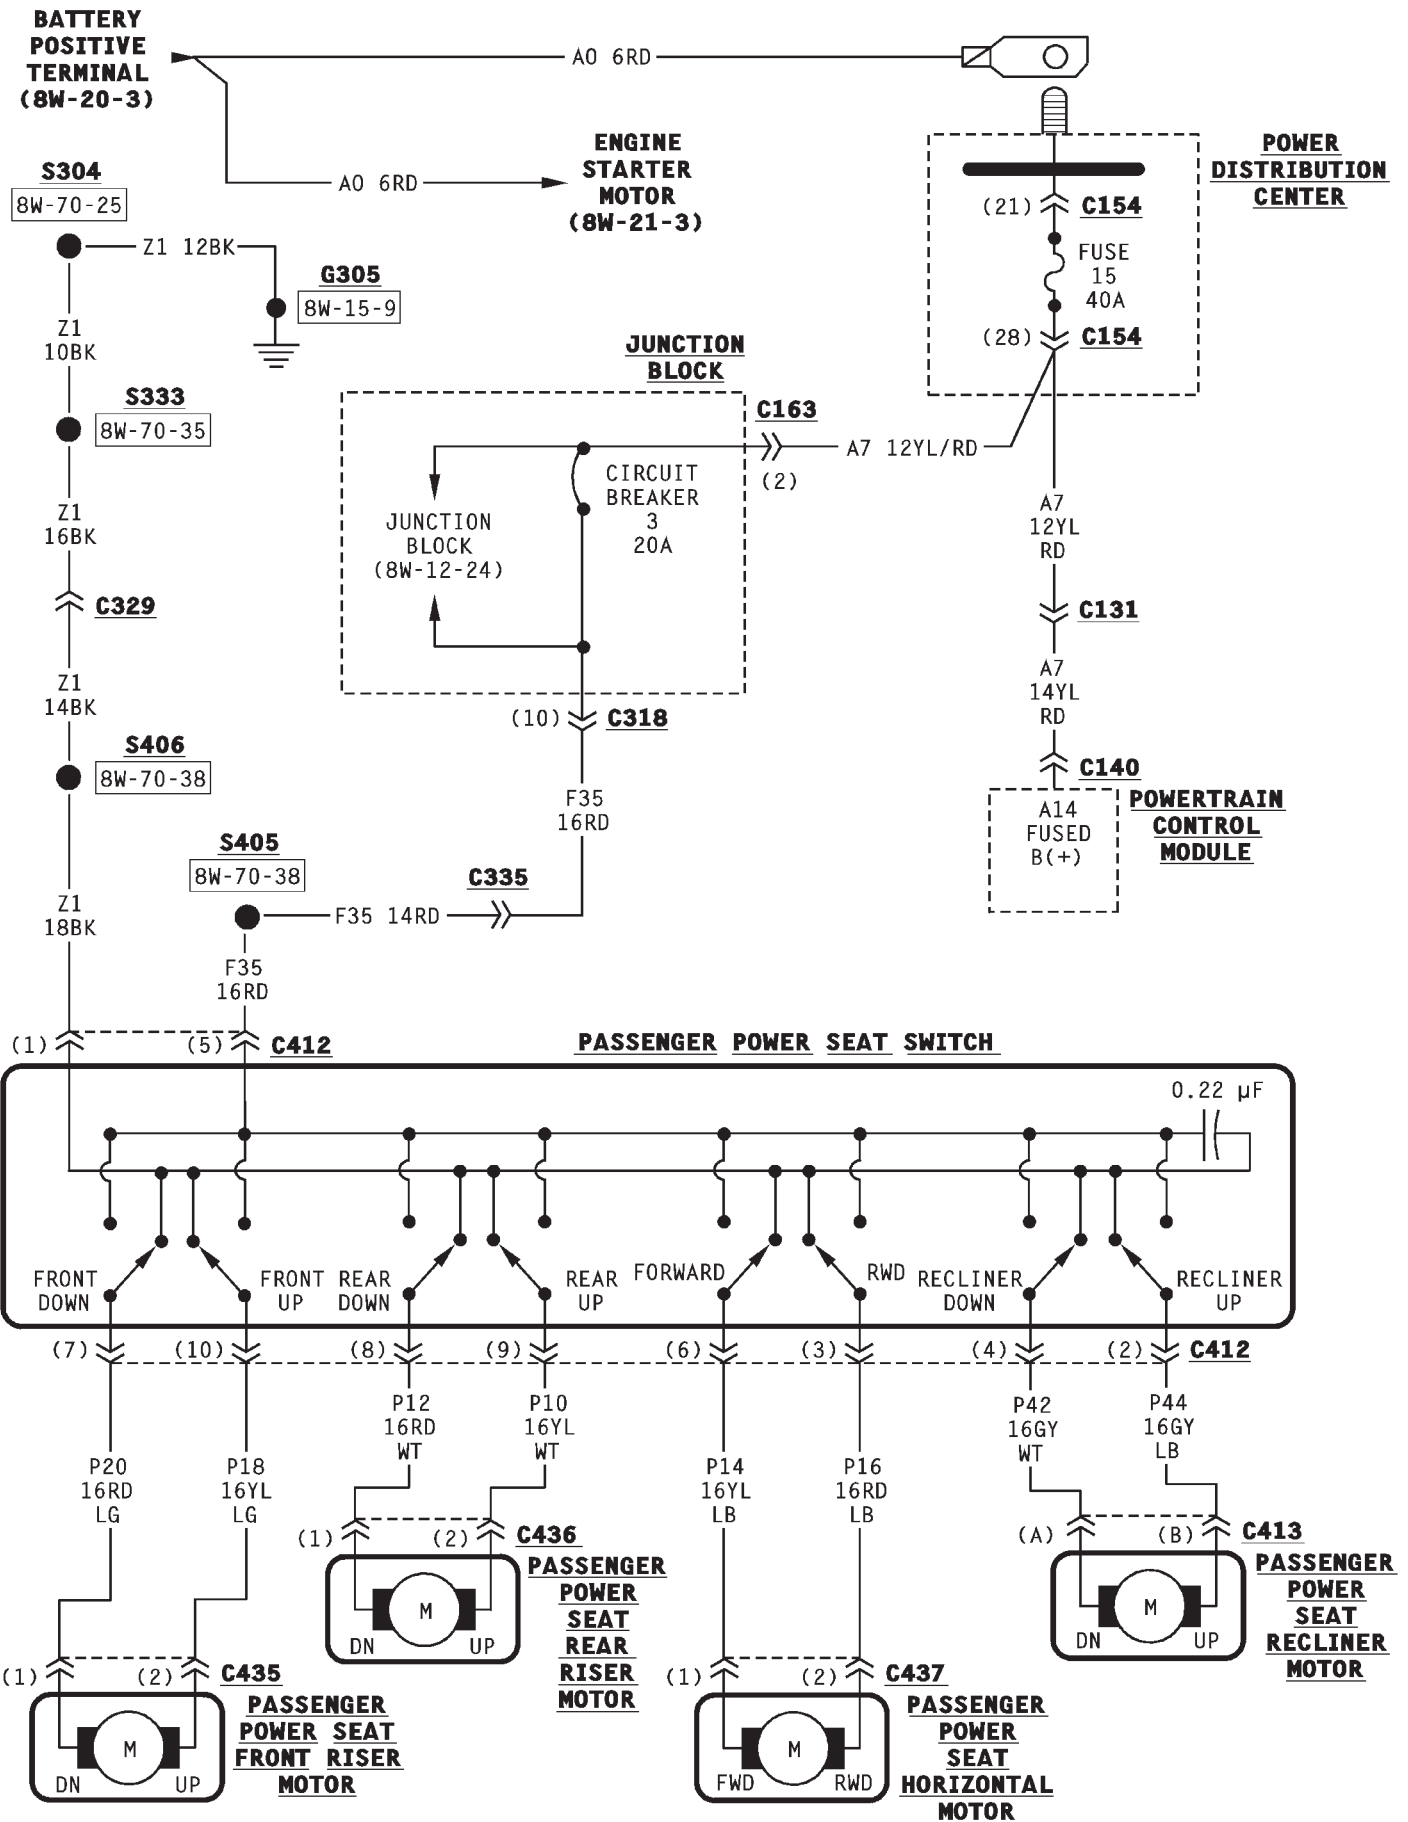 BATTERY
POSITIVE
TERMINAL
(8W-20-3)
A0 6RD
A0 6RD
ENGINE
STARTER
MOTOR
(8W-21-3)
POWER
DISTRIBUTION
CENTER
(21) C154
FUSE
15
40A
(28) C154
S304
8W-70-25
Z1 12BK
G305
8W-15-9
Z1
10BK
S333
8W-70-35
Z1
16BK
C329
Z1
14BK
S406
8W-70-38
Z1
18BK
JUNCTION
BLOCK
C163
(2)
A7 12YL/RD
CIRCUIT
BREAKER
3
20A
JUNCTION
BLOCK
(8W-12-24)
(10) C318
F35
16RD
C335
F35 14RD
S405
8W-70-38
F35
16RD
A7
12YL
RD
C131
A7
14YL
RD
C140
A14
FUSED
B(+)
POWERTRAIN
CONTROL
MODULE
(1) (5) C412
PASSENGER POWER SEAT SWITCH
0.22 µF
FRONT
DOWN
FRONT
UP
REAR
DOWN
REAR
UP
FORWARD
RWD
RECLINER
DOWN
RECLINER
UP
(7) (10) (8) (9) (6) (3) (4) (2) C412
P20
16RD
LG
P18
16YL
LG
P12
16RD
WT
P10
16YL
WT
P14
16YL
LB
P16
16RD
LB
P42
16GY
WT
P44
16GY
LB
(1) (2) C436
M
DN UP
PASSENGER
POWER
SEAT
REAR
RISER
MOTOR
(A) (B) C413
M
DN UP
PASSENGER
POWER
SEAT
RECLINER
MOTOR
(1) (2) C435
M
DN UP
PASSENGER
POWER SEAT
FRONT RISER
MOTOR
(1) (2) C437
M
FWD RWD
PASSENGER
POWER
SEAT
HORIZONTAL
MOTOR